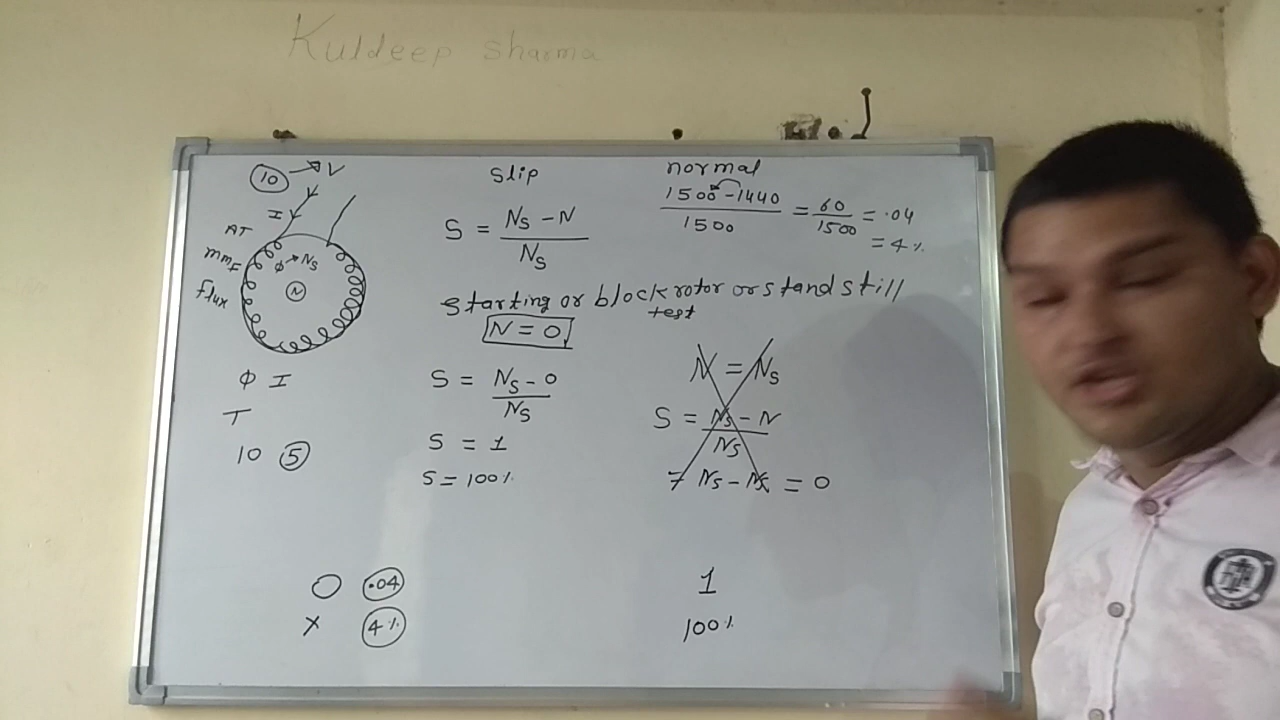 Kuldeep Sharma
10 → V
I
AT
mmf
flux
φ → Ns
N
φ I
T
10 5
Slip
S = Ns - N / Ns
normal
1500 - 1440 / 1500 = 60 / 1500 = .04
= 4%
Starting or block rotor or stand still
test
N = 0
S = Ns - 0 / Ns
S = 1
S = 100%
N = Ns
S = Ns - N / Ns
= Ns - Ns = 0
0 .04 1
X 4% 100%